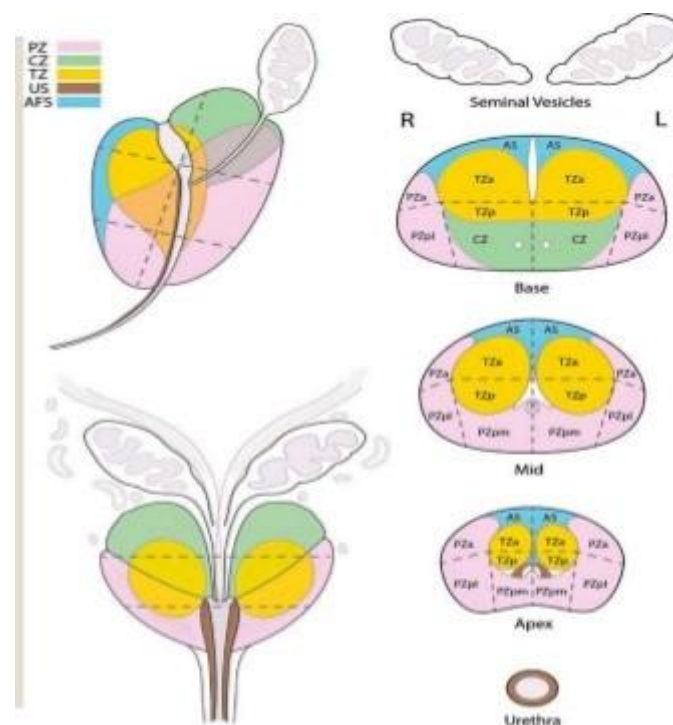 PZ
CZ
TZ
US
AFS
Seminal Vesicles
R L
AS AS
TZa TZa
PZa PZa
TZp TZp
PZpl PZpl
CZ CZ
Base
AS AS
TZa TZa
PZa PZa
TZp TZp
PZpl PZpl
PZpm PZpm
Mid
AS AS
TZa TZa
PZa PZa
TZp TZp
PZpl PZpl
PZpm PZpm
Apex
Urethra